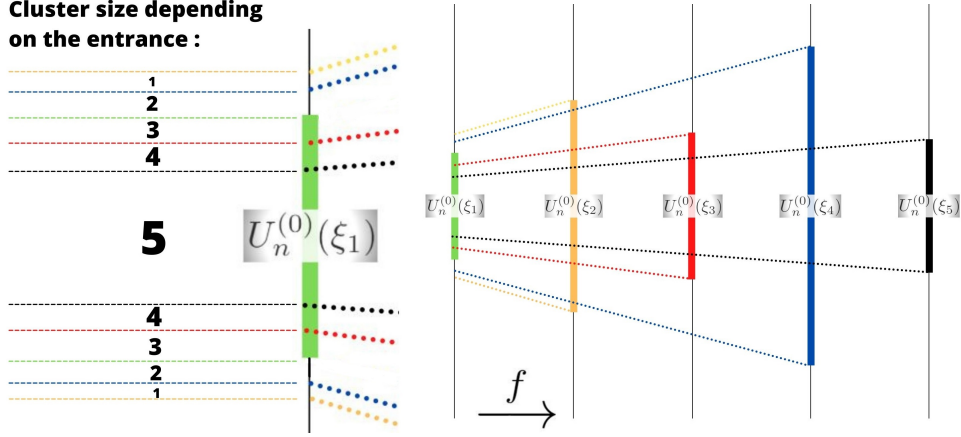 Cluster size depending
on the entrance :
1
2
3
4
5
4
3
2
1
U_n^{(0)}(ξ_1)
U_n^{(0)}(ξ_1)
U_n^{(0)}(ξ_2)
U_n^{(0)}(ξ_3)
U_n^{(0)}(ξ_4)
U_n^{(0)}(ξ_5)
f